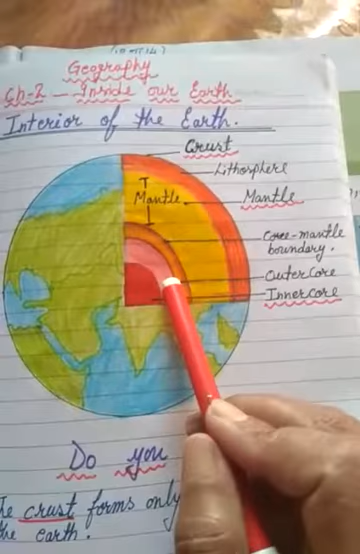 Geography
Ch-2 - Inside our Earth
Interior of the Earth.
Crust
Lithosphere
Mantle
Mantle
Core-mantle
boundary.
Outer Core
Inner core
Do you
The crust forms only
the earth.